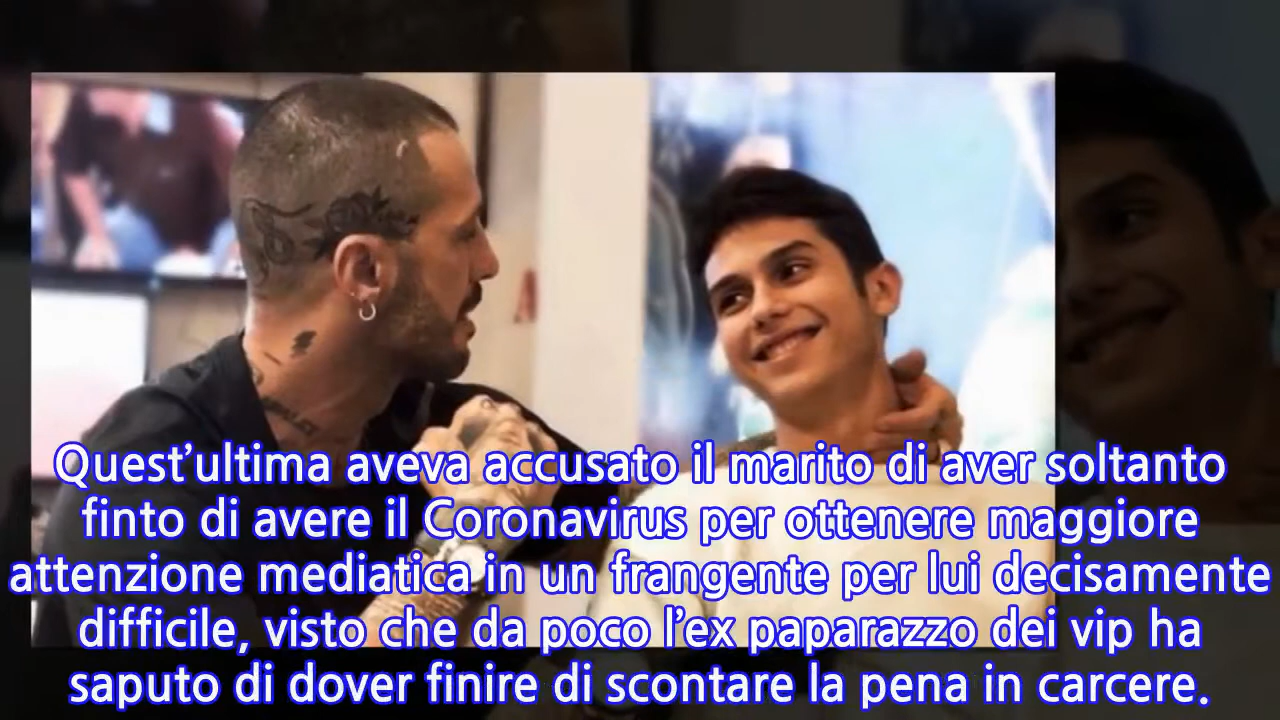 Quest'ultima aveva accusato il marito di aver soltanto
finto di avere il Coronavirus per ottenere maggiore
attenzione mediatica in un frangente per lui decisamente
difficile, visto che da poco l'ex paparazzo dei vip ha
saputo di dover finire di scontare la pena in carcere.